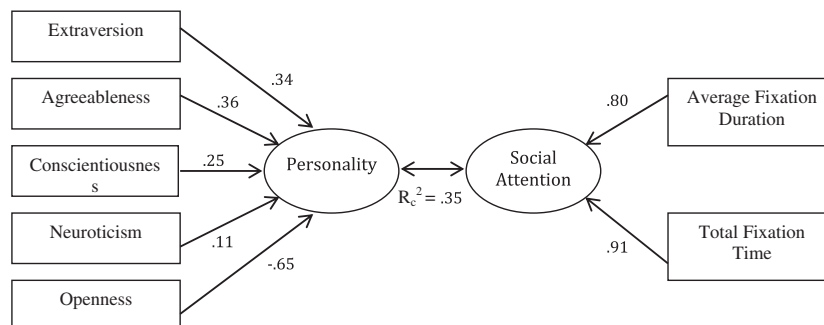 Extraversion
Agreeableness
Conscientiousnes
s
Neuroticism
Openness
.34
.36
.25
.11
-.65
Personality
R_c^2 = .35
Social
Attention
.80
.91
Average Fixation
Duration
Total Fixation
Time